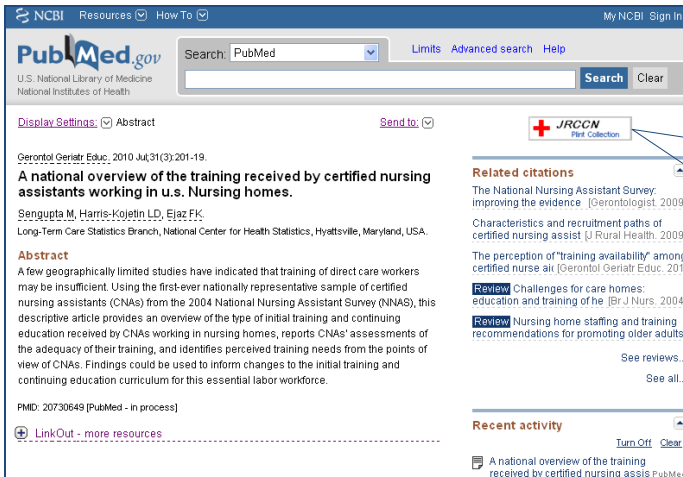 NCBI Resources How To My NCBI Sign In
PubMed.gov
U.S. National Library of Medicine
National Institutes of Health
Search: PubMed
Limits Advanced search Help
Search Clear
Display Settings: Abstract
Send to:
Gerontol Geriatr Educ. 2010 Jul;31(3):201-19.
A national overview of the training received by certified nursing
assistants working in u.s. Nursing homes.
Sengupta M, Harris-Kojetin LD, Ejaz FK.
Long-Term Care Statistics Branch, National Center for Health Statistics, Hyattsville, Maryland, USA.
Abstract
A few geographically limited studies have indicated that training of direct care workers
may be insufficient. Using the first-ever nationally representative sample of certified
nursing assistants (CNAs) from the 2004 National Nursing Assistant Survey (NNAS), this
descriptive article provides an overview of the type of initial training and continuing
education received by CNAs working in nursing homes, reports CNAs' assessments of
the adequacy of their training, and identifies perceived training needs from the points of
view of CNAs. Findings could be used to inform changes to the initial training and
continuing education curriculum for this essential labor workforce.
PMID: 20730649 [PubMed - in process]
LinkOut - more resources
JRCCN
Print Collection
Related citations
The National Nursing Assistant Survey:
improving the evidence [Gerontologist. 2009
Characteristics and recruitment paths of
certified nursing assist [J Rural Health. 2009
The perception of "training availability" among
certified nurse aid [Gerontol Geriatr Educ. 201
Review Challenges for care homes:
education and training of he [Br J Nurs. 2004
Review Nursing home staffing and training
recommendations for promoting older adults
See reviews..
See all..
Recent activity
Turn Off Clear
A national overview of the training
received by certified nursing assis PubMed